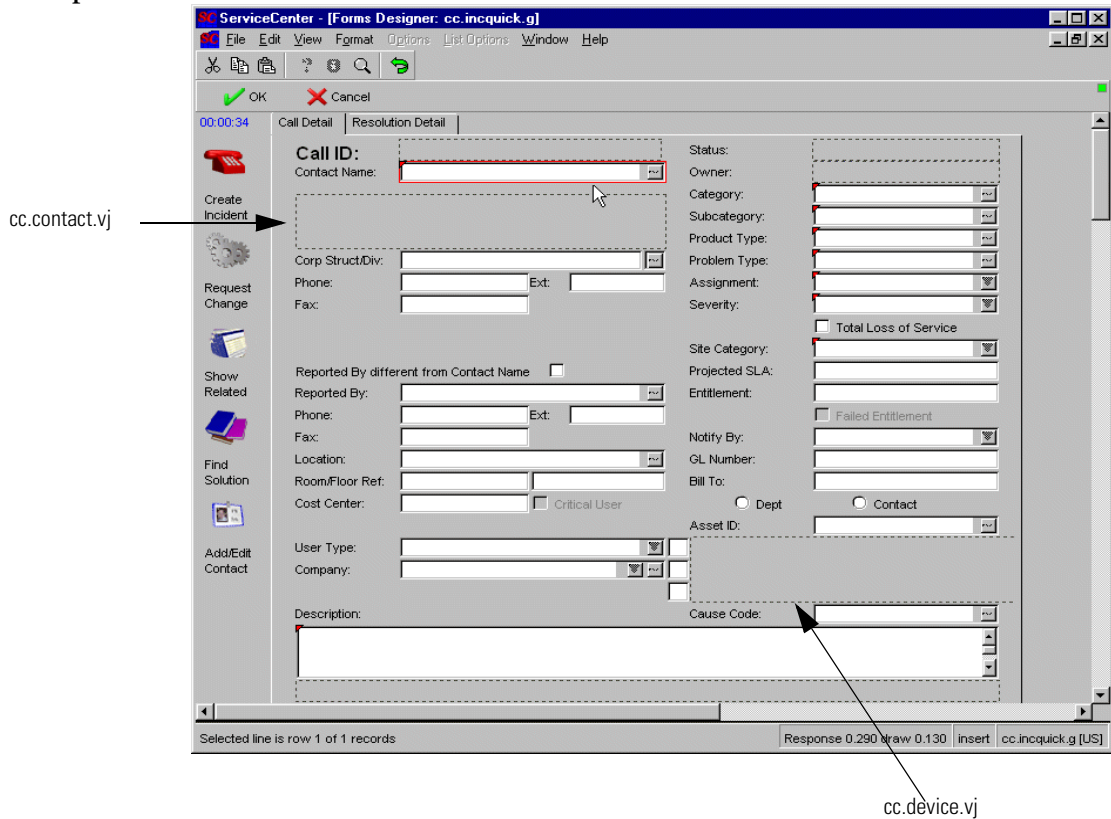 ServiceCenter - [Forms Designer: cc.incquick.g]
File Edit View Format Options List Options Window Help
OK Cancel
00:00:34
Call Detail Resolution Detail
cc.contact.vj
Create
Incident
Request
Change
Show
Related
Find
Solution
Add/Edit
Contact
Call ID:
Contact Name:
Corp Struct/Div:
Phone: Ext:
Fax:
Reported By different from Contact Name
Reported By:
Phone: Ext:
Fax:
Location:
Room/Floor Ref:
Cost Center: Critical User
User Type:
Company:
Description:
Status:
Owner:
Category:
Subcategory:
Product Type:
Problem Type:
Assignment:
Severity:
Total Loss of Service
Site Category:
Projected SLA:
Entitlement:
Failed Entitlement
Notify By:
GL Number:
Bill To:
Dept Contact
Asset ID:
Cause Code:
Selected line is row 1 of 1 records
Response 0.290 draw 0.130 insert cc.incquick.g [US]
cc.device.vj